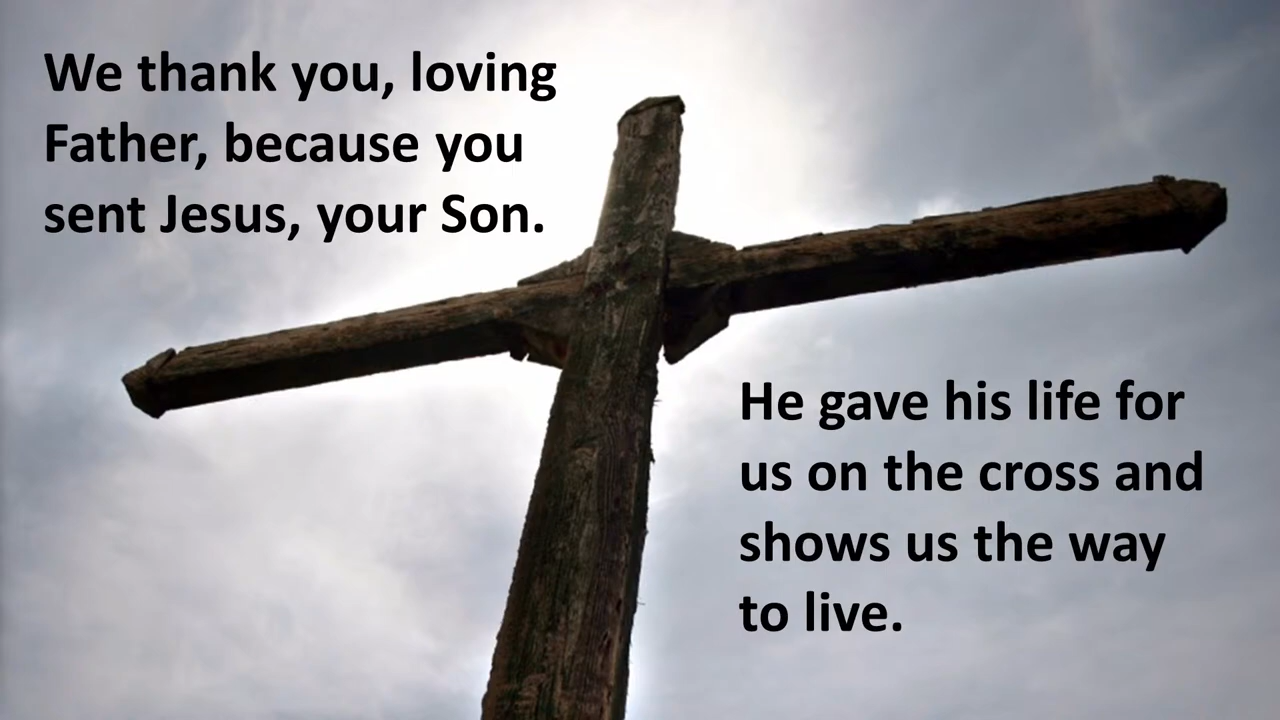 We thank you, loving
Father, because you
sent Jesus, your Son.
He gave his life for
us on the cross and
shows us the way
to live.